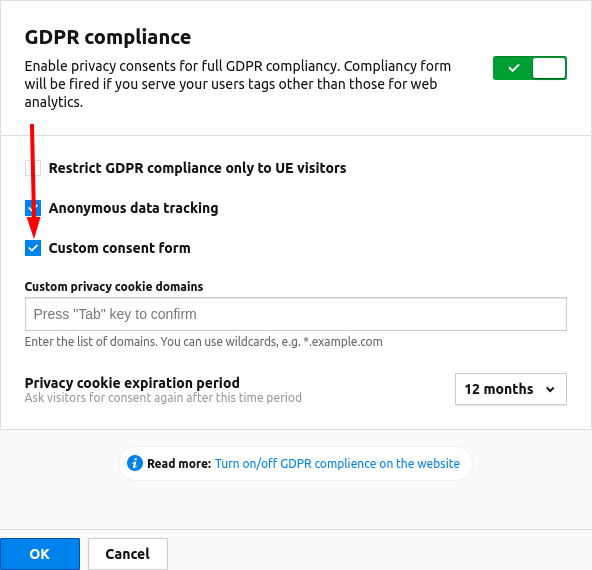 GDPR compliance
Enable privacy consents for full GDPR compliancy. Compliancy form
will be fired if you serve your users tags other than those for web
analytics.
Restrict GDPR compliance only to UE visitors
Anonymous data tracking
Custom consent form
Custom privacy cookie domains
Press "Tab" key to confirm
Enter the list of domains. You can use wildcards, e.g. *.example.com
Privacy cookie expiration period
12 months
Ask visitors for consent again after this time period
Read more: Turn on/off GDPR complience on the website
OK
Cancel